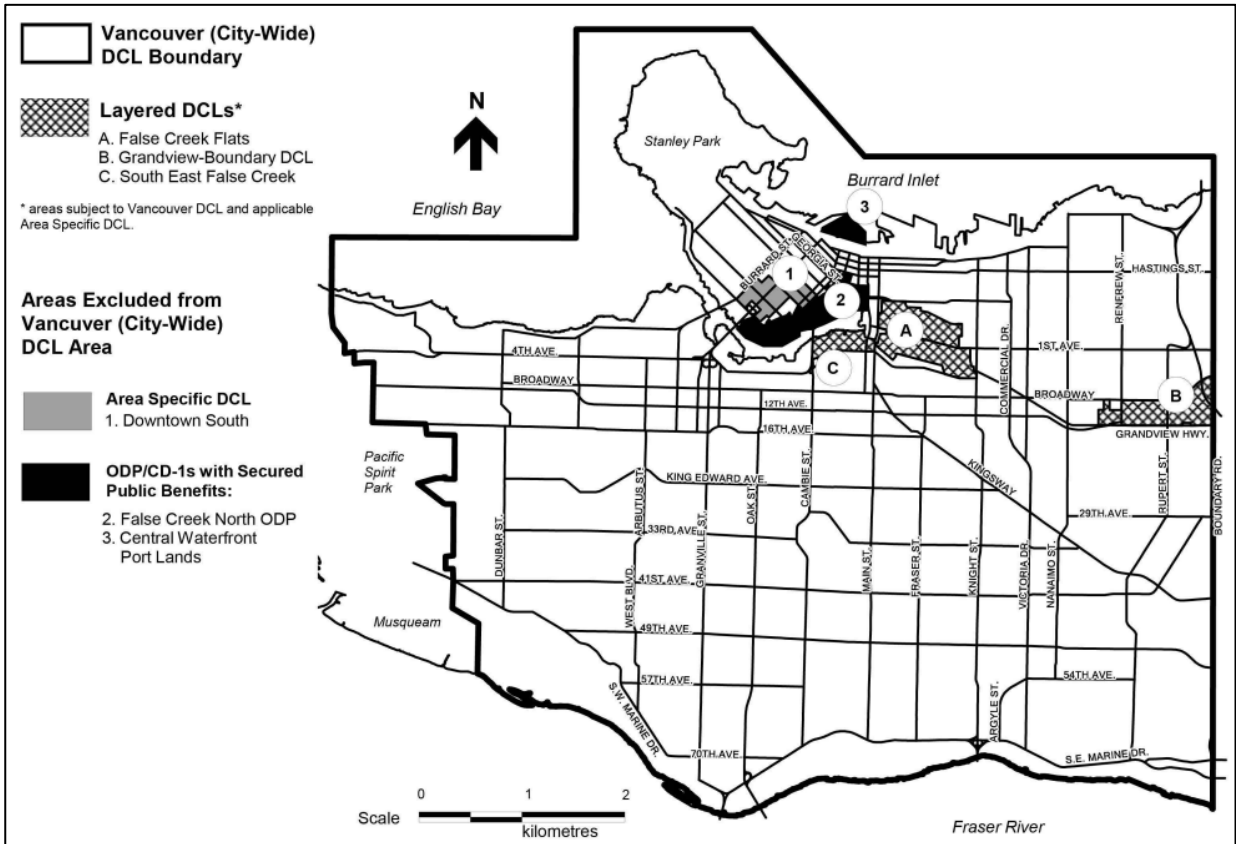 Vancouver (City-Wide)
DCL Boundary
Layered DCLs*
A. False Creek Flats
B. Grandview-Boundary DCL
C. South East False Creek
* areas subject to Vancouver DCL and applicable
Area Specific DCL.
Areas Excluded from
Vancuver (City-Wide)
DCL Area
Area Specific DCL
1. Downtown South
ODP/CD-1s with Secured
Public Benefits:
2. False Creek North ODP
3. Central Waterfront
Port Lands
N
Stanley Park
English Bay
Burrard Inlet
3
BURRARD ST.
GEORGIA ST.
1
2
HASTINGS ST.
RENFREW ST.
A
C
B
4TH AVE.
1ST AVE.
COMMERCIAL DR.
BROADWAY
BROADWAY
12TH AVE.
16TH AVE.
GRANDVIEW HWY.
Pacific
Spirit
Park
KING EDWARD AVE.
KINGSWAY
CAMBIE ST.
OAK ST.
ARBUTUS ST.
RUPERT ST.
BOUNDARY RD.
29TH AVE.
33RD AVE.
DUNBAR ST.
41ST AVE.
WEST BLVD.
GRANVILLE ST.
MAIN ST.
FRASER ST.
KNIGHT ST.
VICTORIA DR.
NANAIMO ST.
Musqueam
49TH AVE.
57TH AVE.
54TH AVE.
S.W. MARINE DR.
ARGYLE ST.
70TH AVE.
S.E. MARINE DR.
Scale
0
1
2
kilometres
Fraser River